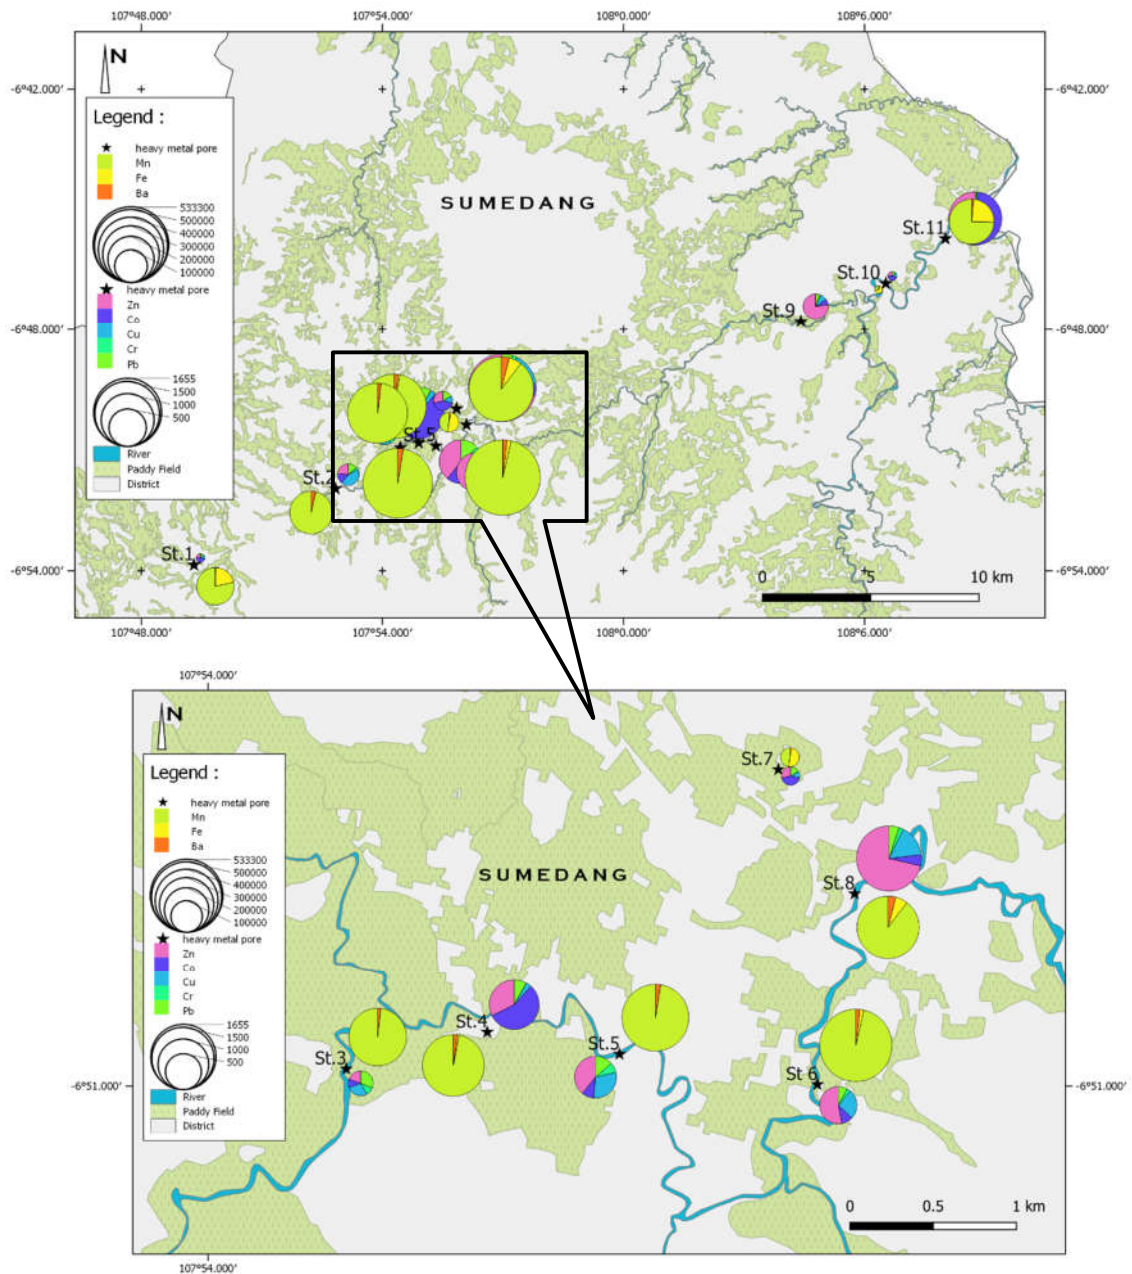 107°48.000' 107°54.000' 108°0.000' 108°6.000'
N
-6°42.000' -6°42.000'
Legend :
heavy metal pore
Mn
Fe
Ba
533300
500000
400000
300000
200000
100000
heavy metal pore
Zn
Co
Cu
Cr
Pb
1655
1500
1000
500
River
Paddy Field
District
SUMEDANG
St.11
St.10
St.9
-6°48.000' -6°48.000'
St.5
St.2
St.1
-6°54.000' -6°54.000'
0 5 10 km
107°48.000' 107°54.000' 108°0.000' 108°6.000'
107°54.000'
N
Legend :
heavy metal pore
Mn
Fe
Ba
533300
500000
400000
300000
200000
100000
heavy metal pore
Zn
Co
Cu
Cr
Pb
1655
1500
1000
500
River
Paddy Field
District
St.7
SUMEDANG
St.8
St.4
St.5
St.3
St 6
-6°51.000' -6°51.000'
0 0.5 1 km
107°54.000'